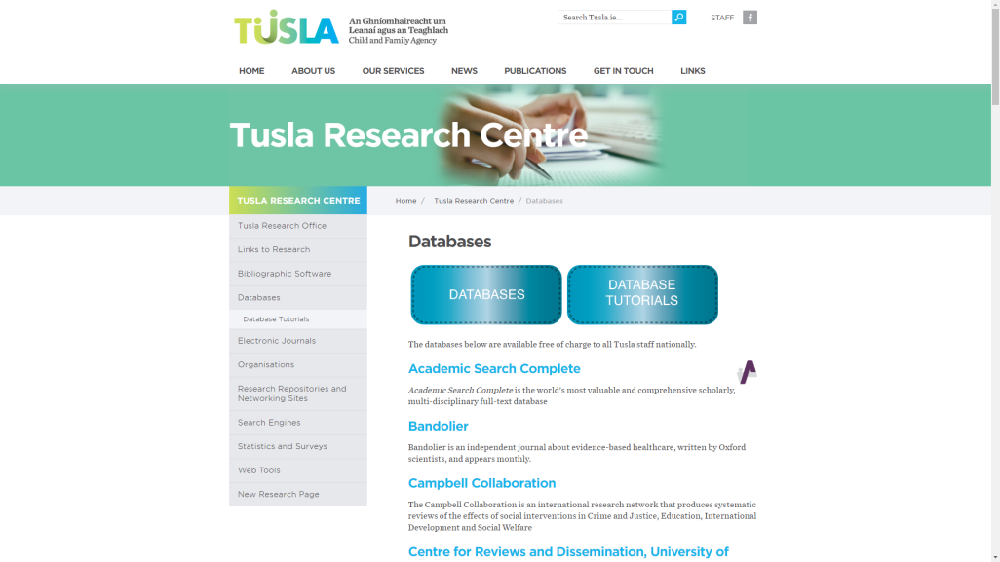 TUSLA
An Ghníomhaireacht um
Leanaí agus an Teaghlach
Child and Family Agency
Search Tusla.ie...
STAFF
f
HOME ABOUT US OUR SERVICES NEWS PUBLICATIONS GET IN TOUCH LINKS
Tusla Research Centre
TUSLA RESEARCH CENTRE
Tusla Research Office
Links to Research
Bibliographic Software
Databases
Database Tutorials
Electronic Journals
Organisations
Research Repositories and
Networking Sites
Search Engines
Statistics and Surveys
Web Tools
New Research Page
Home / Tusla Research Centre / Databases
Databases
DATABASES
DATABASE
TUTORIALS
The databases below are available free of charge to all Tusla staff nationally.
Academic Search Complete
Academic Search Complete is the world's most valuable and comprehensive scholarly,
multi-disciplinary full-text database
Bandolier
Bandolier is an independent journal about evidence-based healthcare, written by Oxford
scientists, and appears monthly.
Campbell Collaboration
The Campbell Collaboration is an international research network that produces systematic
reviews of the effects of social interventions in Crime and Justice, Education, International
Development and Social Welfare
Centre for Reviews and Dissemination, University of